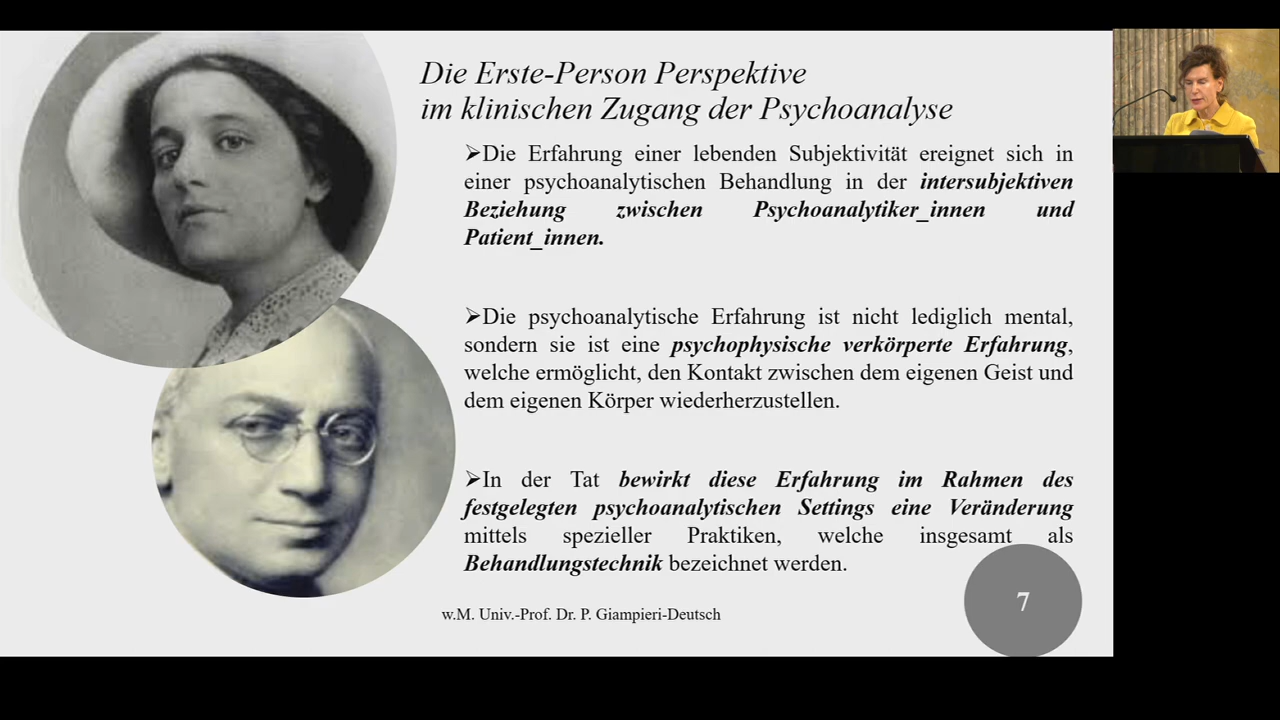 Die Erste-Person Perspektive
im klinischen Zugang der Psychoanalyse
➢Die Erfahrung einer lebenden Subjektivität ereignet sich in
einer psychoanalytischen Behandlung in der intersubjektiven
Beziehung zwischen Psychoanalytiker_innen und
Patient_innen.
➢Die psychoanalytische Erfahrung ist nicht lediglich mental,
sondern sie ist eine psychophysische verkörperte Erfahrung,
welche ermöglicht, den Kontakt zwischen dem eigenen Geist und
dem eigenen Körper wiederherzustellen.
➢In der Tat bewirkt diese Erfahrung im Rahmen des
festgelegten psychoanalytischen Settings eine Veränderung
mittels spezieller Praktiken, welche insgesamt als
Behandlungstechnik bezeichnet werden.
w.M. Univ.-Prof. Dr. P. Giampieri-Deutsch
7